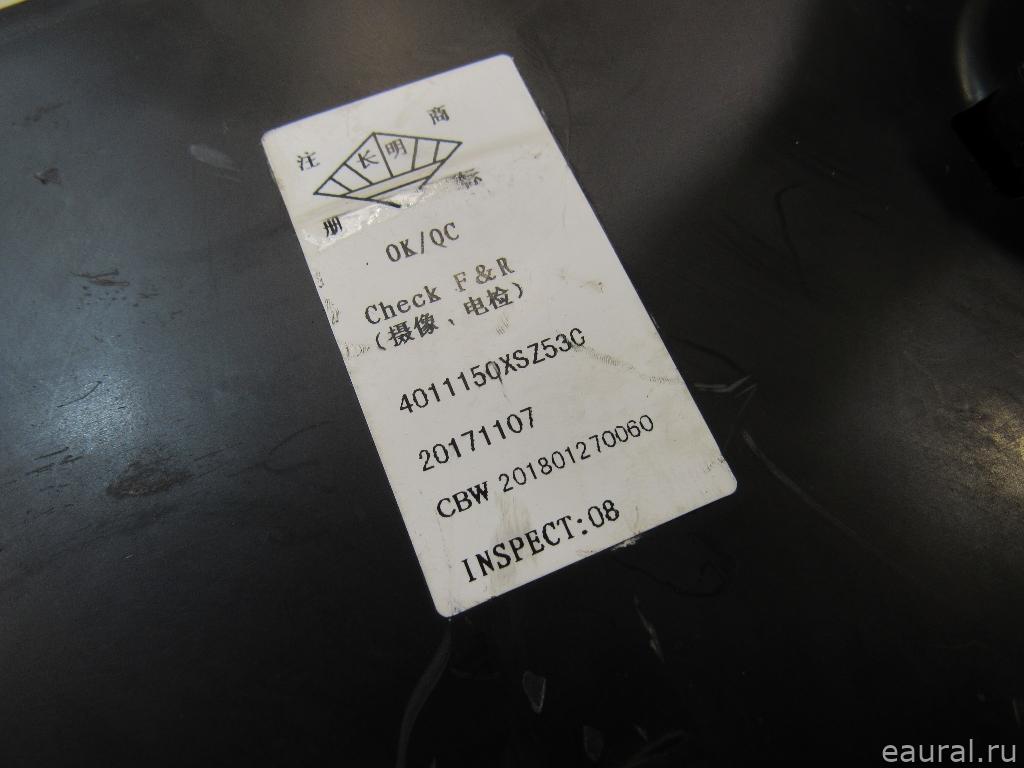 注 商
长明
册 标
OK/QC
Check F&R
(摄像、电检)
4011150XSZ53C
20171107
CBW 201801270060
INSPECT:08
eaural.ru